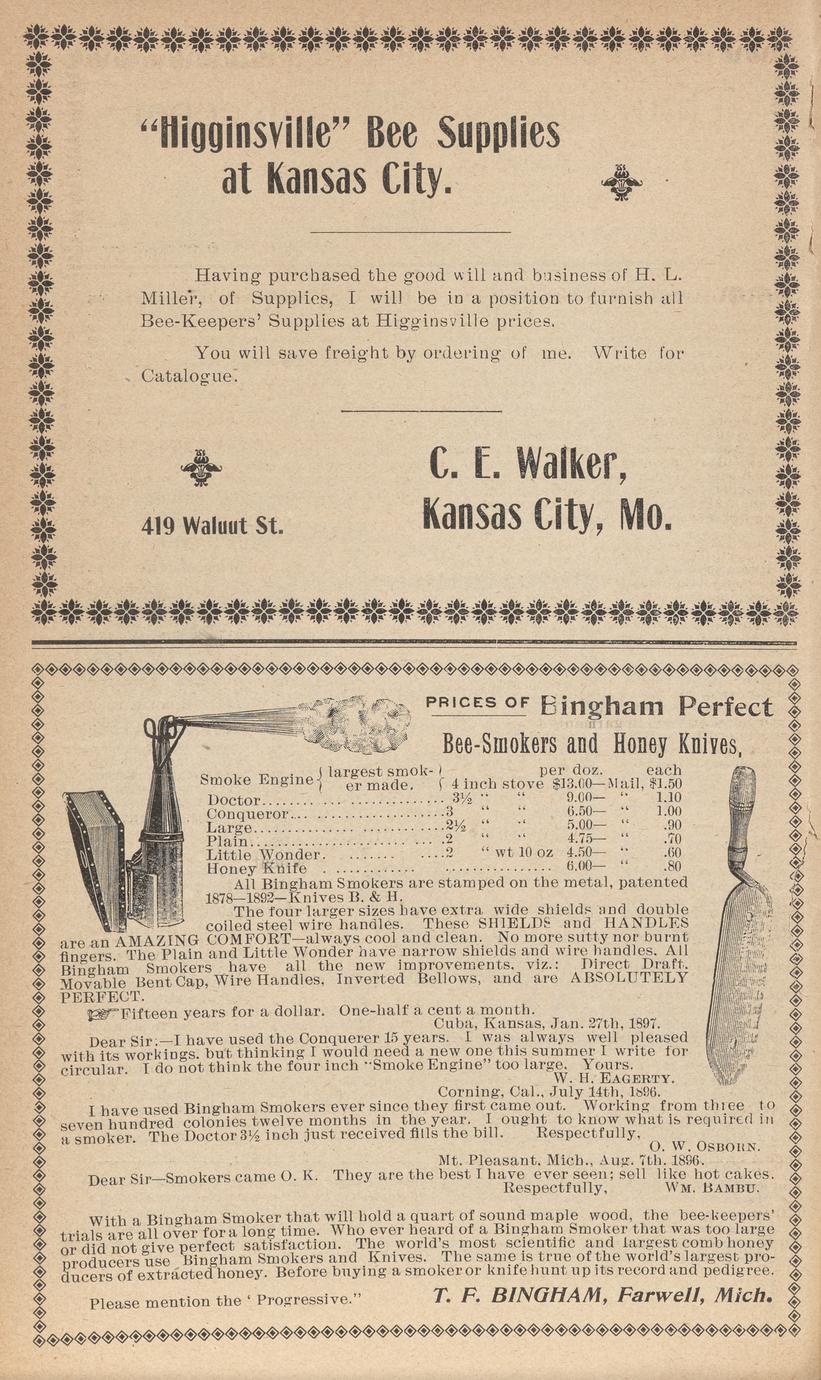 “Higginsville” Bee Supplies
at Kansas City.
Having purchased the good will and business of H. L.
Miller, of Supplies, I will be in a position to furnish all
Bee-Keepers’ Supplies at Higginsville prices.
You will save freight by ordering of me. Write for
Catalogue.
C. E. Walker,
419 Waluut St.
Kansas City, Mo.
PRICES OF Bingham Perfect
Bee-Smokers and Honey Knives,
per doz. each
Smoke Engine { largest smok- er made. } 4 inch stove $13.00—Mail, $1.50
Doctor............................ 3½ “ “ 9.00— “ 1.10
Conqueror... ....................3 “ “ 6.50— “ 1.00
Large............. ..............2½ “ “ 5.00— “ .90
Plain......................... ... .2 “ “ 4.75— “ .70
Little Wonder. ........ ....2 “ wt 10 oz 4.50— “ .60
Honey Knife . ............ ................ 6.00— “ .80
All Bingham Smokers are stamped on the metal, patented
1878—1892—Knives B. & H.
The four larger sizes have extra wide shields and double
coiled steel wire handles. These SHIELDS and HANDLES
are an AMAZING COMFORT—always cool and clean. No more sutty nor burnt
fingers. The Plain and Little Wonder have narrow shields and wire handles. All
Bingham Smokers have all the new improvements, viz.: Direct Draft.
Movable Bent Cap, Wire Handles, Inverted Bellows, and are ABSOLUTELY
PERFECT.
☞Fifteen years for a dollar. One-half a cent a month.
Cuba, Kansas, Jan. 27th, 1897.
Dear Sir:—I have used the Conquerer 15 years. I was always well pleased
with its workings. but thinking I would need a new one this summer I write for
circular. I do not think the four inch “Smoke Engine” too large. Yours.
W. H. EAGERTY.
Corning, Cal., July 14th, 1896.
I have used Bingham Smokers ever since they first came out. Working from three to
seven hundred colonies twelve months in the year. I ought to know what is required in
a smoker. The Doctor 3½ inch just received fills the bill. Respectfully,
O. W. OSBORN.
Mt. Pleasant, Mich., Aug. 7th, 1896.
Dear Sir—Smokers came O. K. They are the best I have ever seen; sell like hot cakes.
Respectfully, WM. BAMBU.
With a Bingham Smoker that will hold a quart of sound maple wood, the bee-keepers’
trials are all over for a long time. Who ever heard of a Bingham Smoker that was too large
or did not give perfect satisfaction. The world’s most scientific and largest comb honey
producers use Bingham Smokers and Knives. The same is true of the world’s largest pro-
ducers of extracted honey. Before buying a smoker or knife hunt up its record and pedigree.
Please mention the ‘ Progressive.” T. F. BINGHAM, Farwell, Mich.